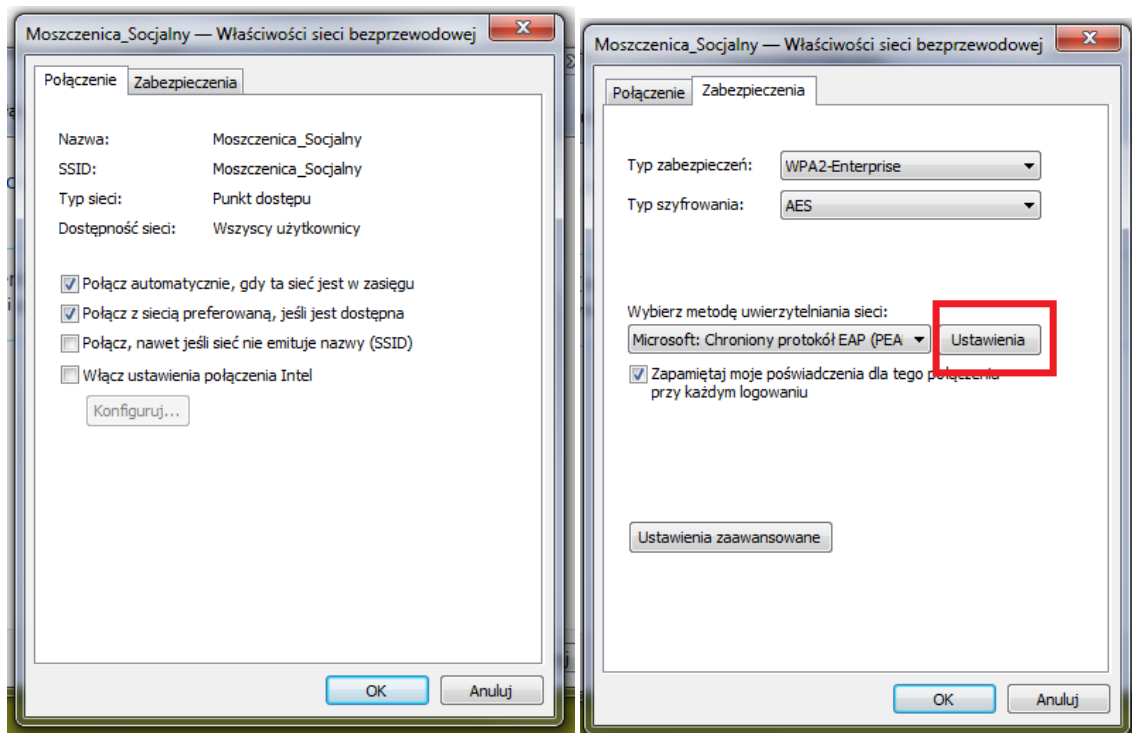 Moszczenica_Socjalny — Właściwości sieci bezprzewodowej
Połączenie
Zabezpieczenia
Nazwa: Moszczenica_Socjalny
SSID: Moszczenica_Socjalny
Typ sieci: Punkt dostępu
Dostępność sieci: Wszyscy użytkownicy
Połącz automatycznie, gdy ta sieć jest w zasięgu
Połącz z siecią preferowaną, jeśli jest dostępna
Połącz, nawet jeśli sieć nie emituje nazwy (SSID)
Włącz ustawienia połączenia Intel
Konfiguruj...
OK
Anuluj
Moszczenica_Socjalny — Właściwości sieci bezprzewodowej
Połączenie
Zabezpieczenia
Typ zabezpieczeń: WPA2-Enterprise
Typ szyfrowania: AES
Wybierz metodę uwierzytelniania sieci:
Microsoft: Chroniony protokół EAP (PEA
Ustawienia
Zapamiętaj moje poświadczenia dla tego połączenia
przy każdym logowaniu
Ustawienia zaawansowane
OK
Anuluj